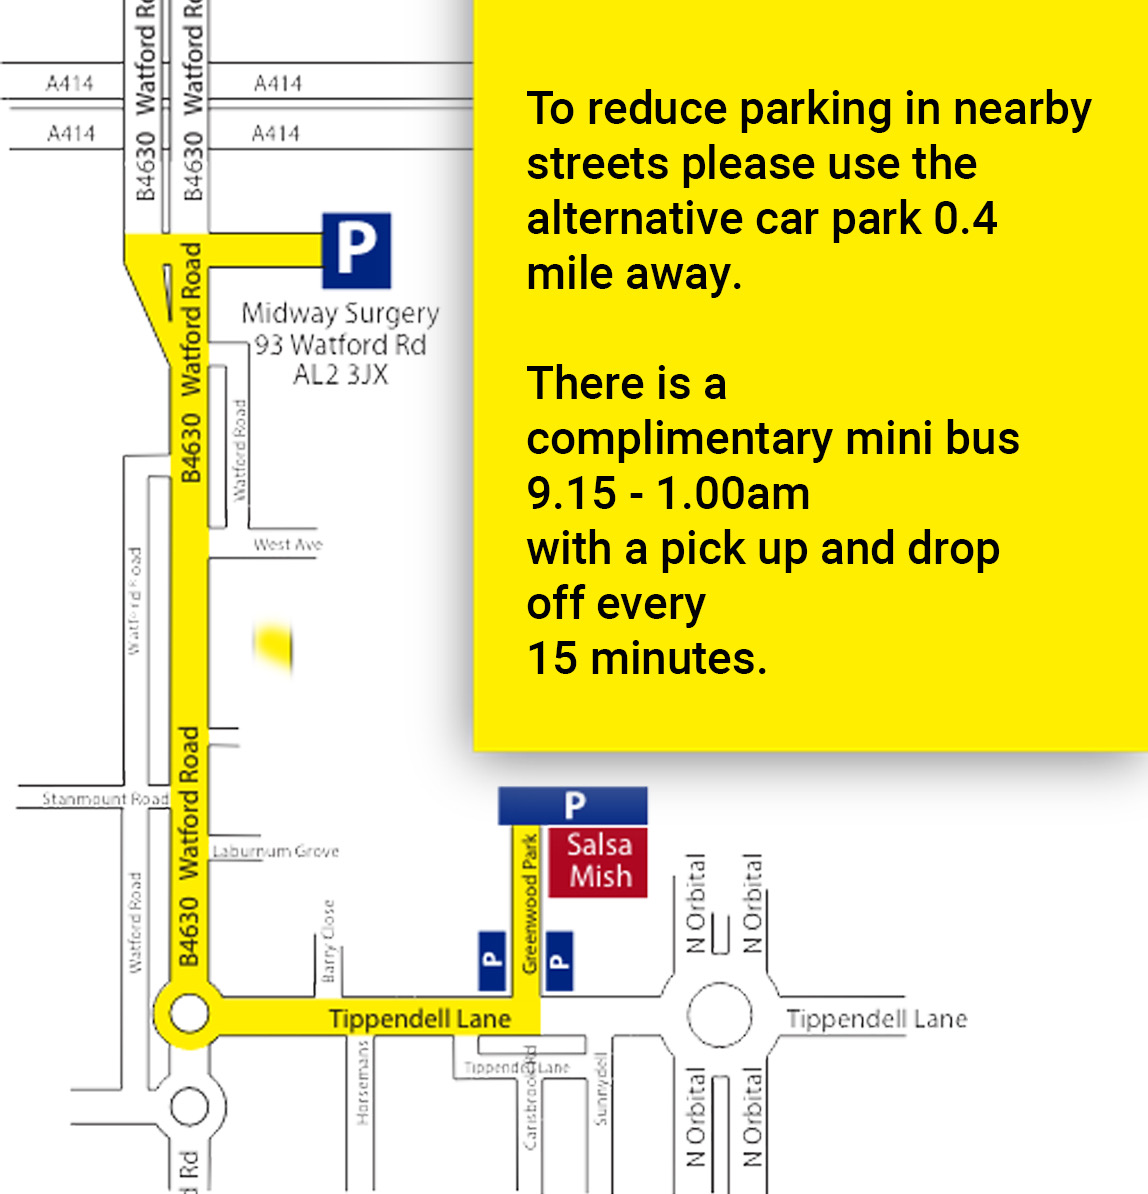 B4630 Watford R
B4630 Watford R
A414
A414
A414
A414
To reduce parking in nearby
streets please use the
alternative car park 0.4
mile away.
There is a
complimentary mini bus
9.15 - 1.00am
with a pick up and drop
off every
15 minutes.
P
Midway Surgery
93 Watford Rd
AL2 3JX
B4630 Watford Road
Watford Road
West Ave
Watford Road
Stanmount Road
B4630 Watford Road
Laburnum Grove
Watford Road
Barry Close
P
Salsa
Mish
Greenwood Park
P
P
N Orbital
N Orbital
Tippendell Lane
Tippendell Lane
Horsemans
Tippendell Lane
Carisbrook Rd
Sunnydell
N Orbital
N Orbital
d Rd